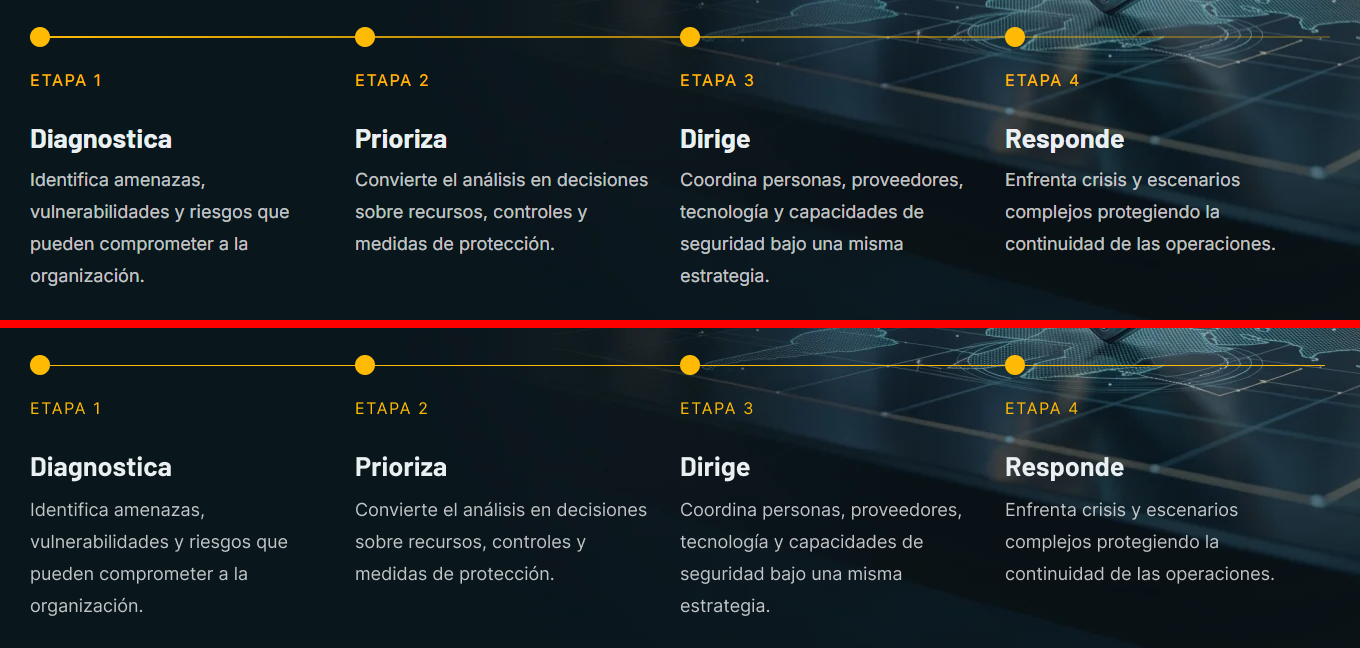 ETAPA 1
Diagnostica
Identifica amenazas,
vulnerabilidades y riesgos que
pueden comprometer a la
organización.
ETAPA 2
Prioriza
Convierte el análisis en decisiones
sobre recursos, controles y
medidas de protección.
ETAPA 3
Dirige
Coordina personas, proveedores,
tecnología y capacidades de
seguridad bajo una misma
estrategia.
ETAPA 4
Responde
Enfrenta crisis y escenarios
complejos protegiendo la
continuidad de las operaciones.
ETAPA 1
Diagnostica
Identifica amenazas,
vulnerabilidades y riesgos que
pueden comprometer a la
organización.
ETAPA 2
Prioriza
Convierte el análisis en decisiones
sobre recursos, controles y
medidas de protección.
ETAPA 3
Dirige
Coordina personas, proveedores,
tecnología y capacidades de
seguridad bajo una misma
estrategia.
ETAPA 4
Responde
Enfrenta crisis y escenarios
complejos protegiendo la
continuidad de las operaciones.